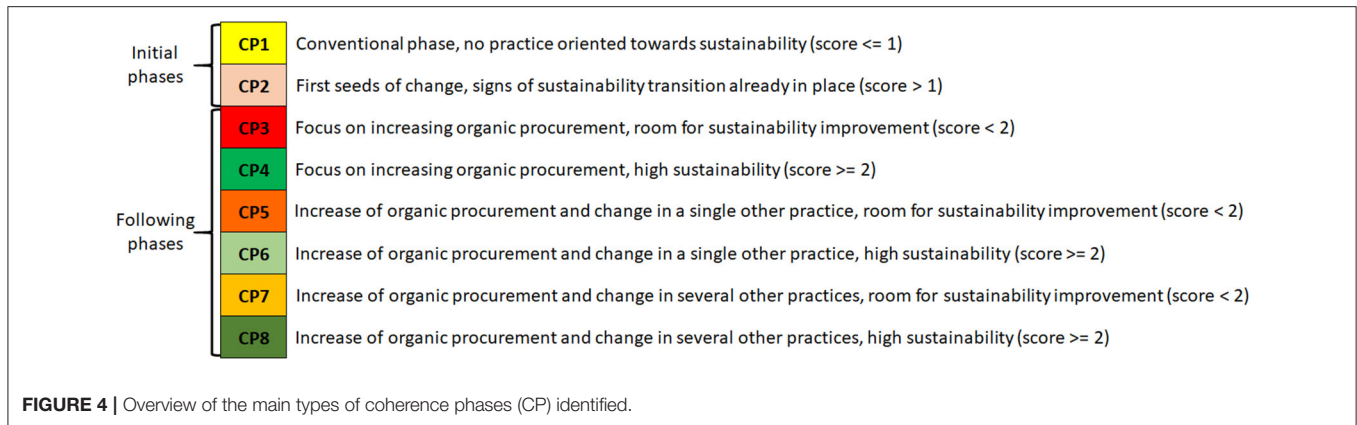 Initial
phases
CP1 Conventional phase, no practice oriented towards sustainability (score <= 1)
CP2 First seeds of change, signs of sustainability transition already in place (score > 1)
Following
phases
CP3 Focus on increasing organic procurement, room for sustainability improvement (score < 2)
CP4 Focus on increasing organic procurement, high sustainability (score >= 2)
CP5 Increase of organic procurement and change in a single other practice, room for sustainability improvement (score < 2)
CP6 Increase of organic procurement and change in a single other practice, high sustainability (score >= 2)
CP7 Increase of organic procurement and change in several other practices, room for sustainability improvement (score < 2)
CP8 Increase of organic procurement and change in several other practices, high sustainability (score >= 2)
FIGURE 4 | Overview of the main types of coherence phases (CP) identified.